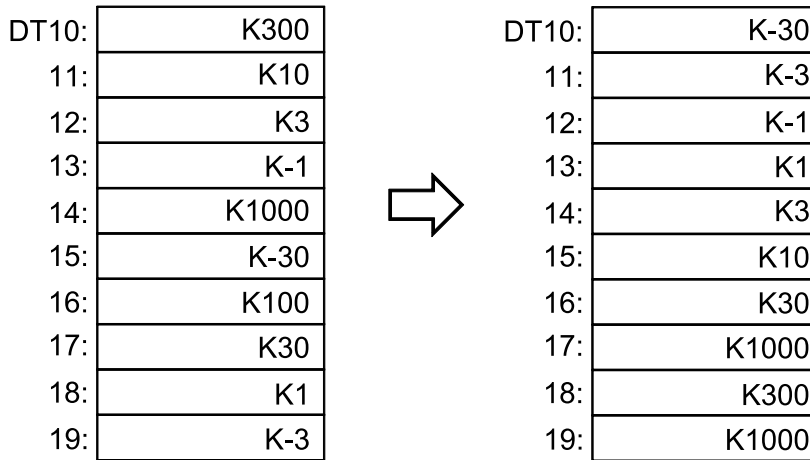 DT10: K300 DT10: K-30
11: K10 11: K-3
12: K3 12: K-1
13: K-1 13: K1
14: K1000 14: K3
15: K-30 15: K10
16: K100 16: K30
17: K30 17: K1000
18: K1 18: K300
19: K-3 19: K1000